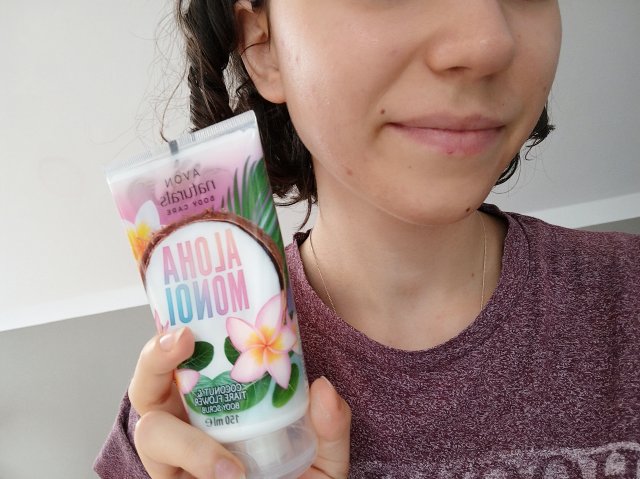 AVON
naturals
BODY CARE
ALOHA
MONOI
COCONUT &
TIARE FLOWER
BODY SCRUB
150 ml e